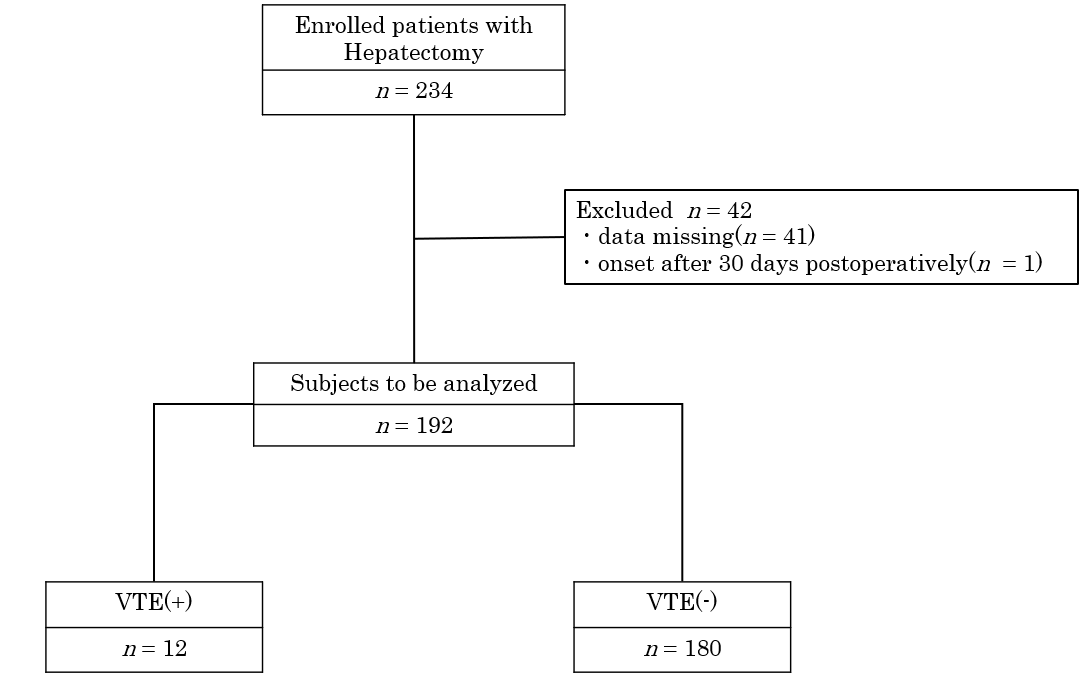 Enrolled patients with
Hepatectomy
n = 234
Excluded n = 42
・data missing(n = 41)
・onset after 30 days postoperatively(n = 1)
Subjects to be analyzed
n = 192
VTE(+)
n = 12
VTE(-)
n = 180